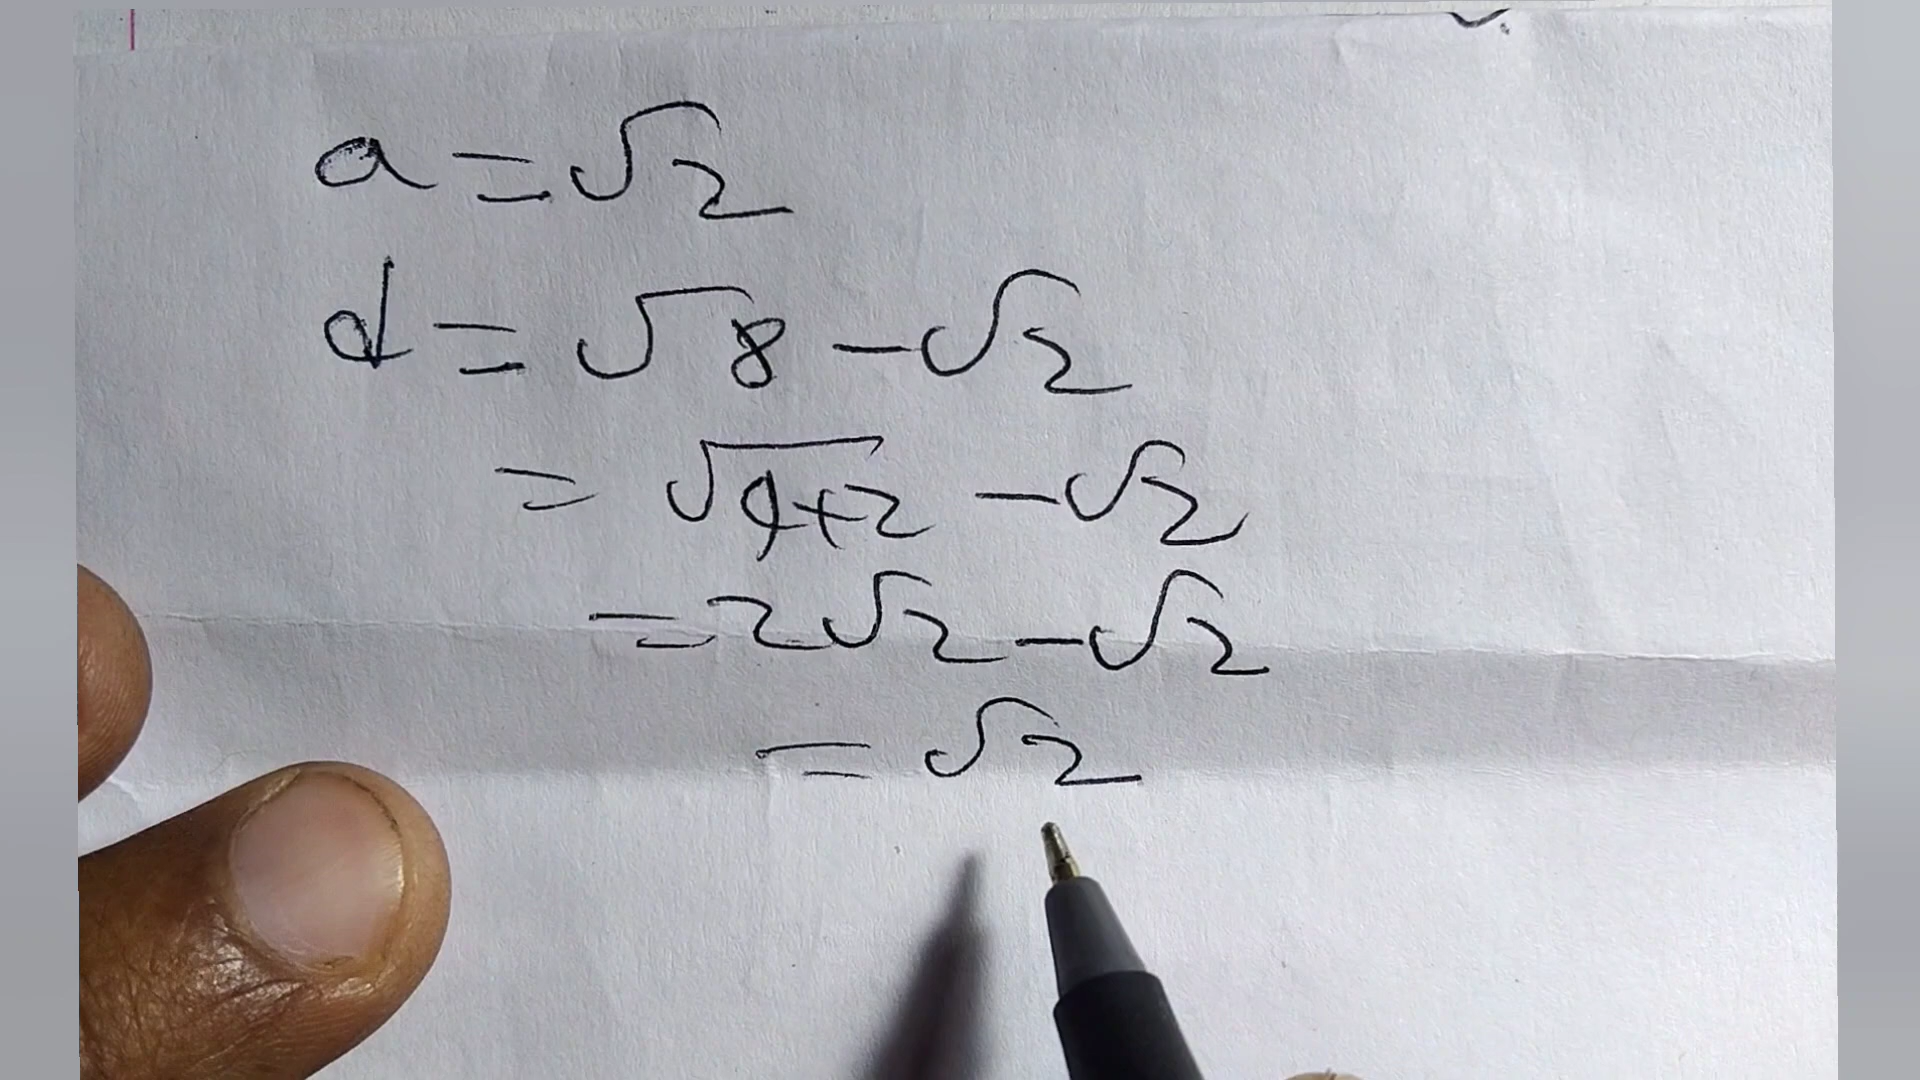 a = √2
d = √8 - √2
= √4×2 - √2
= 2√2 - √2
= √2